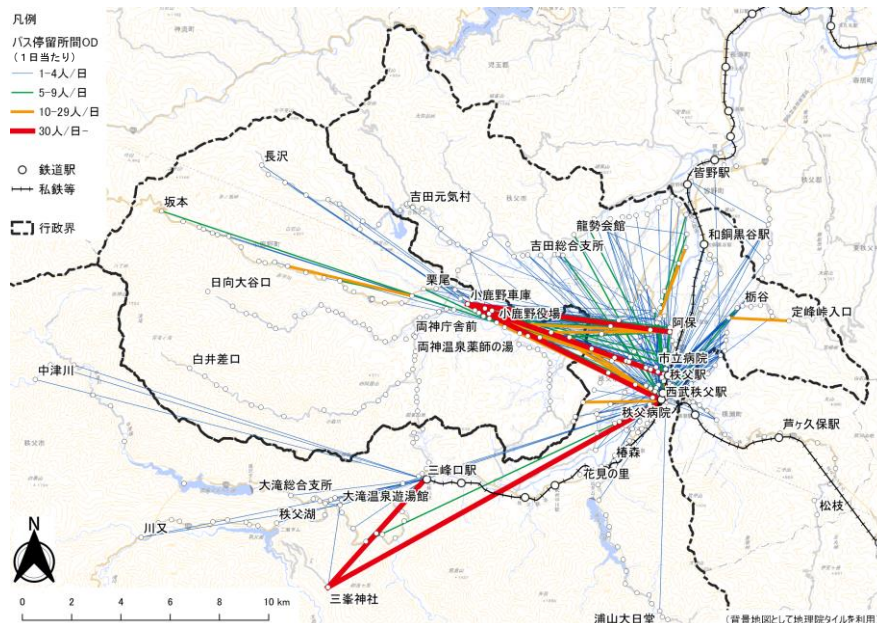 凡例
バス停留所間OD
(1日当たり)
1-4人/日
5-9人/日
10-29人/日
30人/日-
鉄道駅
私鉄等
行政界
長沢
坂本
吉田元気村
皆野駅
龍勢会館
吉田総合支所
和銅黒谷駅
日向大谷口
栗尾
小鹿野車庫
小鹿野役場
栃谷
定峰峠入口
阿保
両神庁舎前
両神温泉薬師の湯
白井差口
中津川
市立病院
秩父駅
西武秩父駅
秩父病院
芦ヶ久保駅
椿森
花見の里
三峰口駅
大滝総合支所
大滝温泉遊湯館
秩父湖
川又
松枝
三峯神社
浦山大日堂
N
0 2 4 6 8 10 km
(背景地図として地理院タイルを利用